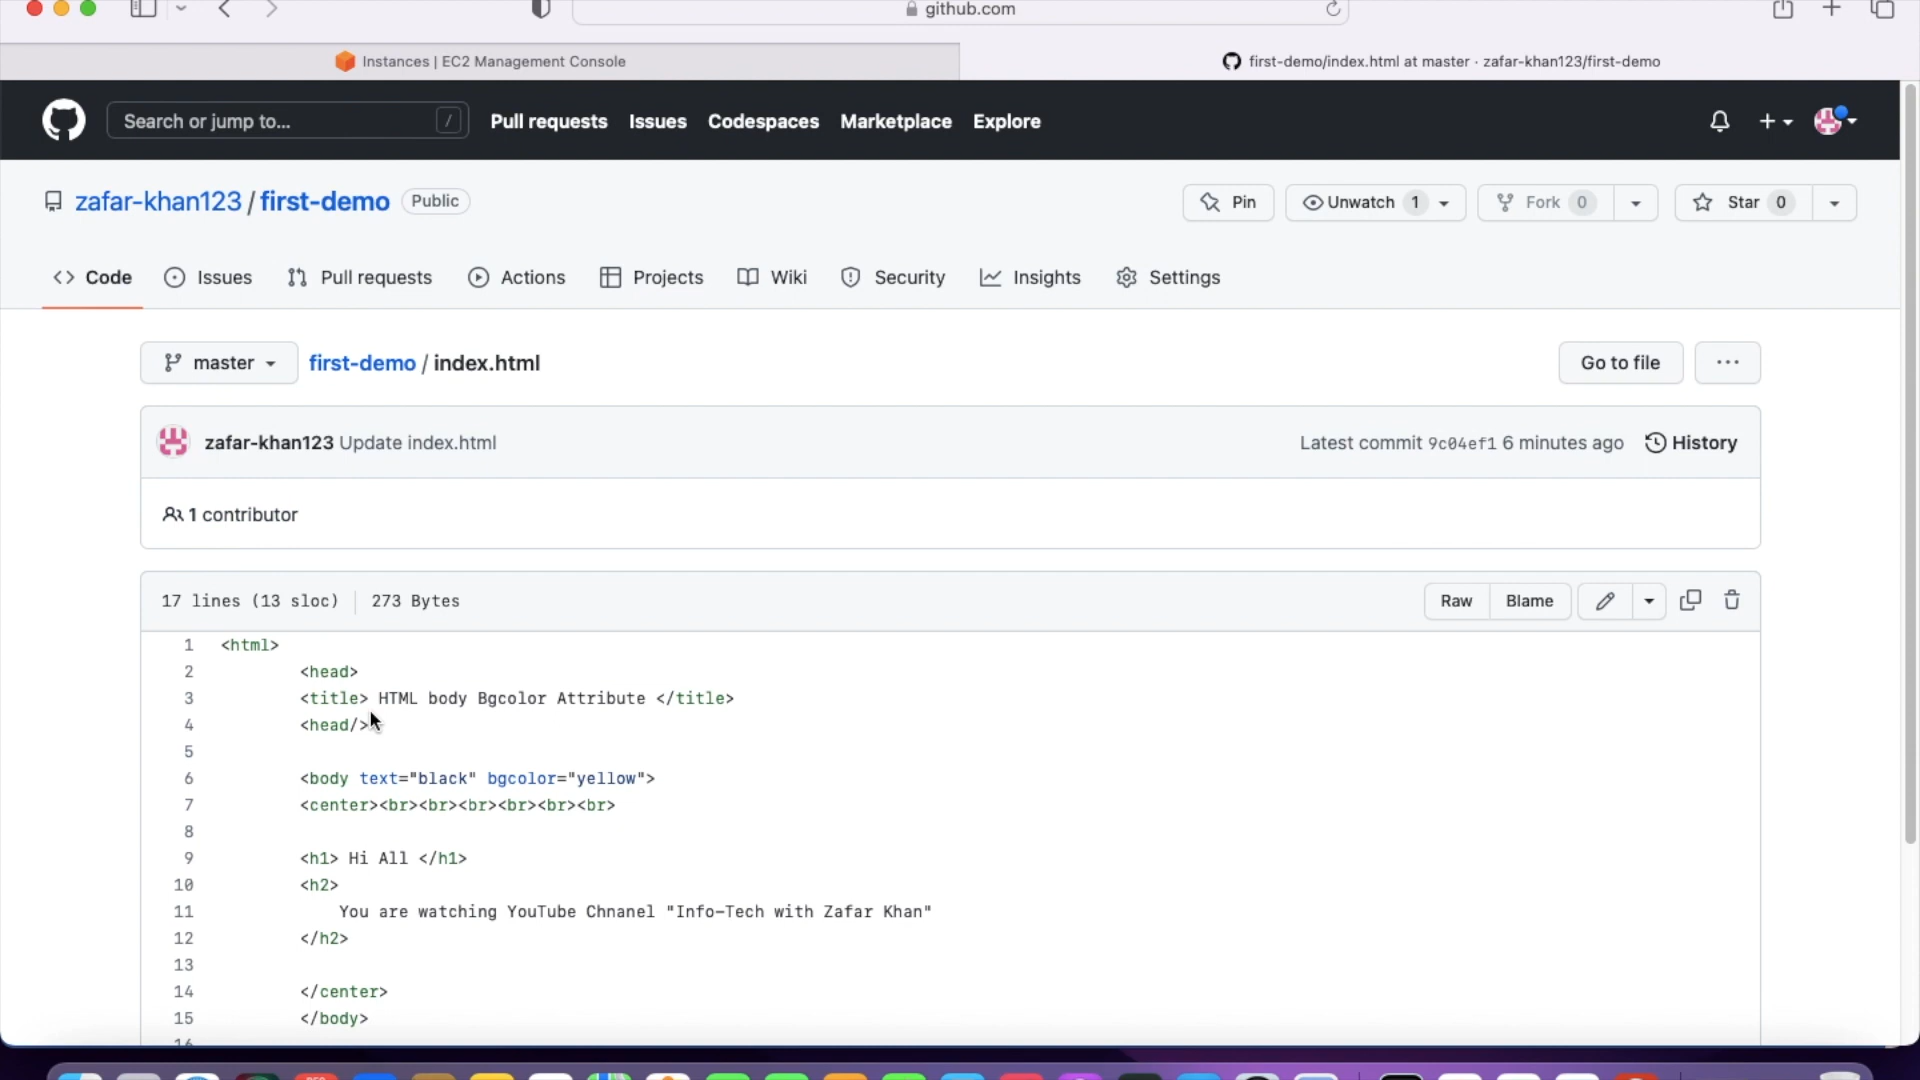 github.com
Instances | EC2 Management Console
first-demo/index.html at master · zafar-khan123/first-demo
Search or jump to... /
Pull requests Issues Codespaces Marketplace Explore
zafar-khan123 / first-demo Public
Pin Unwatch 1 Fork 0 Star 0
Code Issues Pull requests Actions Projects Wiki Security Insights Settings
master first-demo / index.html
Go to file ...
zafar-khan123 Update index.html
Latest commit 9c04ef1 6 minutes ago History
1 contributor
17 lines (13 sloc) 273 Bytes
Raw Blame
1 <html>
2 <head>
3 <title> HTML body Bgcolor Attribute </title>
4 <head/>
5
6 <body text="black" bgcolor="yellow">
7 <center><br><br><br><br><br><br>
8
9 <h1> Hi All </h1>
10 <h2>
11 You are watching YouTube Chnanel "Info-Tech with Zafar Khan"
12 </h2>
13
14 </center>
15 </body>
16